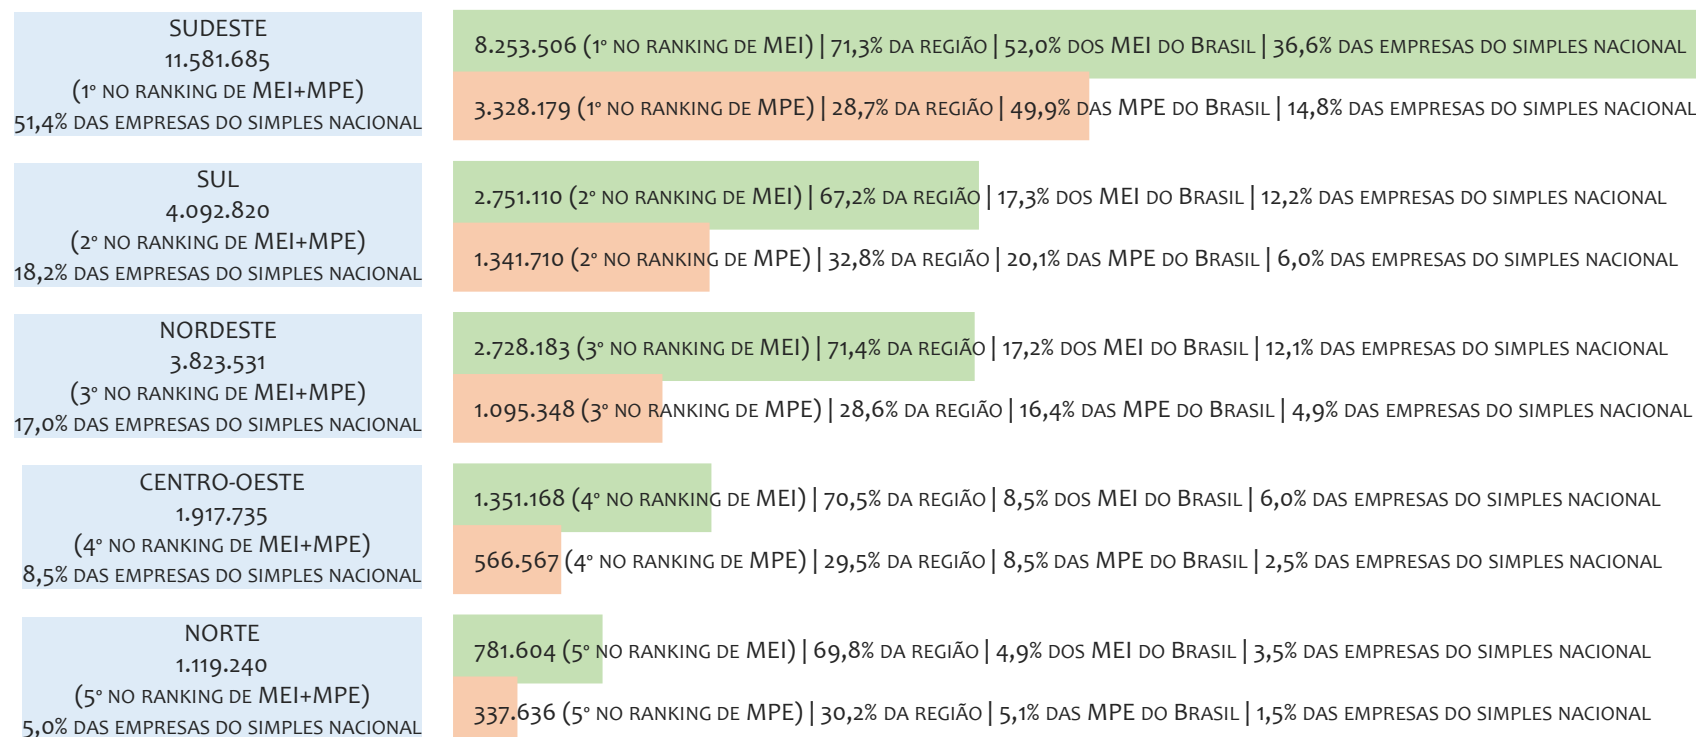 SUDESTE
11.581.685
(1º NO RANKING DE MEI+MPE)
51,4% DAS EMPRESAS DO SIMPLES NACIONAL
8.253.506 (1º NO RANKING DE MEI) | 71,3% DA REGIÃO | 52,0% DOS MEI DO BRASIL | 36,6% DAS EMPRESAS DO SIMPLES NACIONAL
3.328.179 (1º NO RANKING DE MPE) | 28,7% DA REGIÃO | 49,9% DAS MPE DO BRASIL | 14,8% DAS EMPRESAS DO SIMPLES NACIONAL
SUL
4.092.820
(2º NO RANKING DE MEI+MPE)
18,2% DAS EMPRESAS DO SIMPLES NACIONAL
2.751.110 (2º NO RANKING DE MEI) | 67,2% DA REGIÃO | 17,3% DOS MEI DO BRASIL | 12,2% DAS EMPRESAS DO SIMPLES NACIONAL
1.341.710 (2º NO RANKING DE MPE) | 32,8% DA REGIÃO | 20,1% DAS MPE DO BRASIL | 6,0% DAS EMPRESAS DO SIMPLES NACIONAL
NORDESTE
3.823.531
(3º NO RANKING DE MEI+MPE)
17,0% DAS EMPRESAS DO SIMPLES NACIONAL
2.728.183 (3º NO RANKING DE MEI) | 71,4% DA REGIÃO | 17,2% DOS MEI DO BRASIL | 12,1% DAS EMPRESAS DO SIMPLES NACIONAL
1.095.348 (3º NO RANKING DE MPE) | 28,6% DA REGIÃO | 16,4% DAS MPE DO BRASIL | 4,9% DAS EMPRESAS DO SIMPLES NACIONAL
CENTRO-OESTE
1.917.735
(4º NO RANKING DE MEI+MPE)
8,5% DAS EMPRESAS DO SIMPLES NACIONAL
1.351.168 (4º NO RANKING DE MEI) | 70,5% DA REGIÃO | 8,5% DOS MEI DO BRASIL | 6,0% DAS EMPRESAS DO SIMPLES NACIONAL
566.567 (4º NO RANKING DE MPE) | 29,5% DA REGIÃO | 8,5% DAS MPE DO BRASIL | 2,5% DAS EMPRESAS DO SIMPLES NACIONAL
NORTE
1.119.240
(5º NO RANKING DE MEI+MPE)
5,0% DAS EMPRESAS DO SIMPLES NACIONAL
781.604 (5º NO RANKING DE MEI) | 69,8% DA REGIÃO | 4,9% DOS MEI DO BRASIL | 3,5% DAS EMPRESAS DO SIMPLES NACIONAL
337.636 (5º NO RANKING DE MPE) | 30,2% DA REGIÃO | 5,1% DAS MPE DO BRASIL | 1,5% DAS EMPRESAS DO SIMPLES NACIONAL